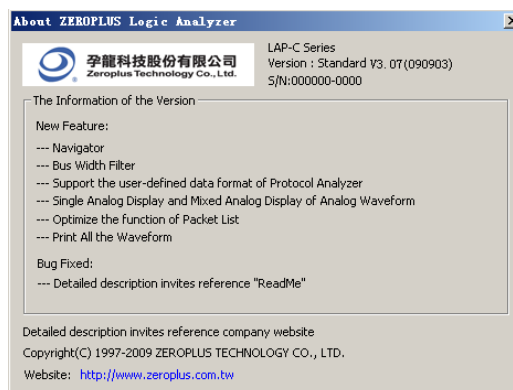 About ZEROPLUS Logic Analyzer
孕龍科技股份有限公司
Zeroplus Technology Co., Ltd.
LAP-C Series
Version : Standard V3.07(090903)
S/N:000000-0000
The Information of the Version
New Feature:
--- Navigator
--- Bus Width Filter
--- Support the user-defined data format of Protocol Analyzer
--- Single Analog Display and Mixed Analog Display of Analog Waveform
--- Optimize the function of Packet List
--- Print All the Waveform
Bug Fixed:
--- Detailed description invites reference "ReadMe"
Detailed description invites reference company website
Copyright(C) 1997-2009 ZEROPLUS TECHNOLOGY CO., LTD.
Website: http://www.zeroplus.com.tw